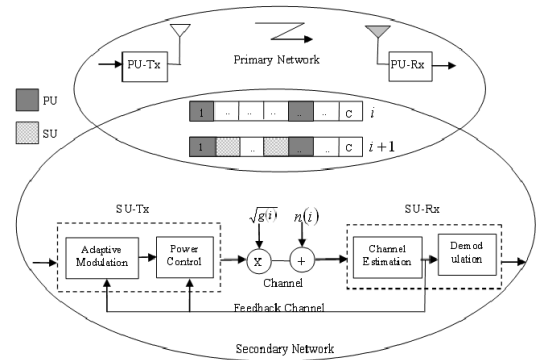 PU-Tx
Primary Network
PU-Rx
PU
SU
1 .. .. .. .. .. C i
1 .. .. .. .. .. C i+1
SU-Tx
√g(i)
n(i)
SU-Rx
Adaptive
Modulation
Power
Control
X
+
Channel
Channel
Estimation
Demod
ulation
Feedback Channel
Secondary Network